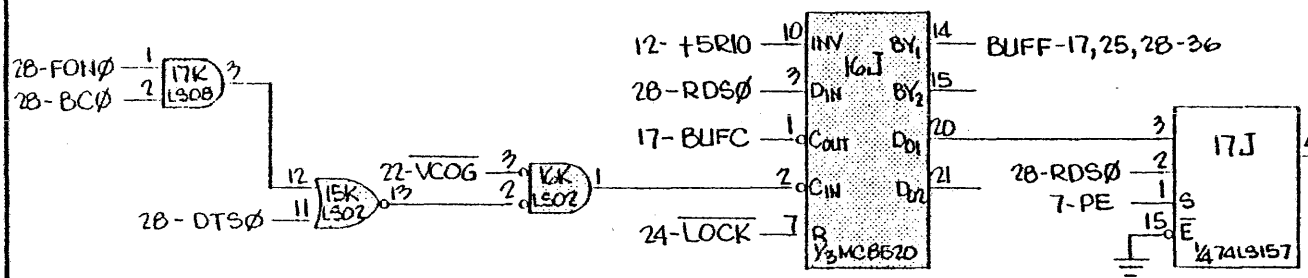 28-FONØ 1
28-BCØ 2
17K
LS08
3
12
28-DTSØ 11
15K
LS02
13
22-VCOG 3
2
16K
LS02
1
12-+5R10 10 INV
28-RDSØ 3 DIN
17-BUFC 1 COUT
2 CIN
24-LOCK 7 R
16J
BY1 14 BUFF-17,25,28-36
BY2 15
DO1 20
DO2 21
1/3 MC8520
3
28-RDSØ 2
7-PE 1 S
15 E
17J
4
1/4 74LS157